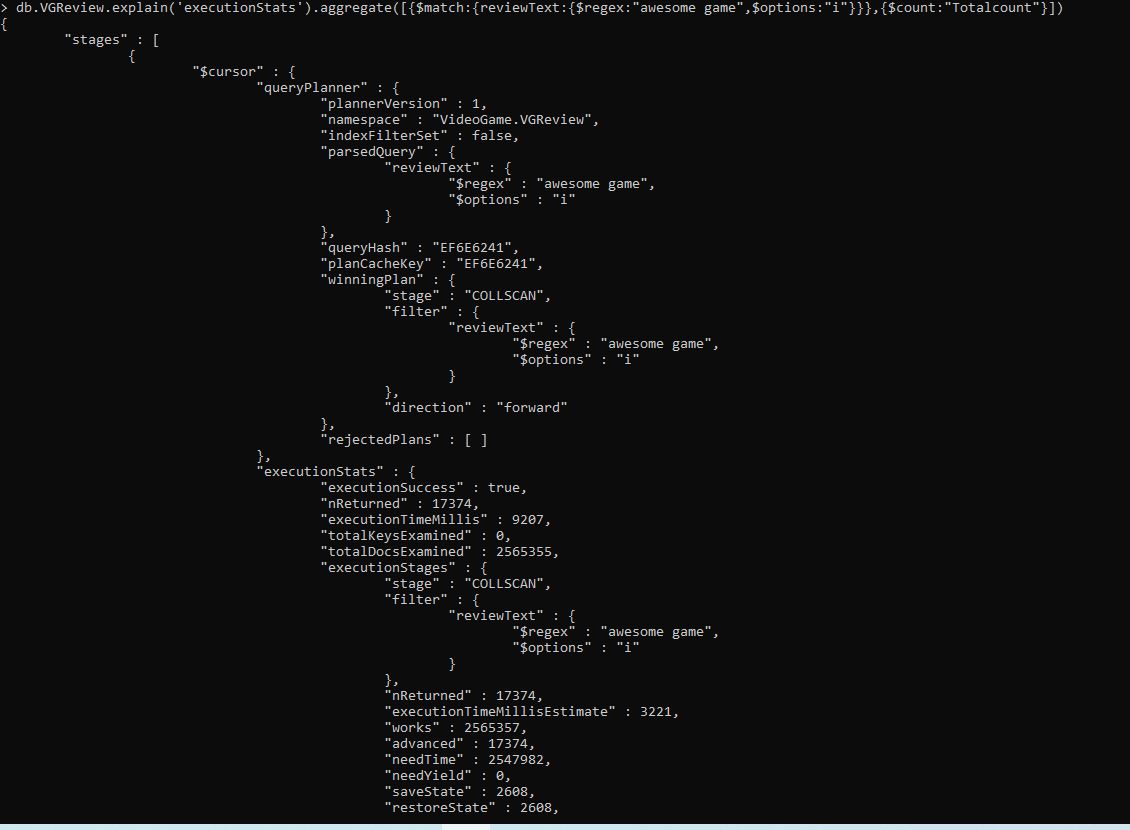 > db.VGReview.explain('executionStats').aggregate([{$match:{reviewText:{$regex:"awesome game",$options:"i"}}},{$count:"Totalcount"}])
{
"stages" : [
{
"$cursor" : {
"queryPlanner" : {
"plannerVersion" : 1,
"namespace" : "VideoGame.VGReview",
"indexFilterSet" : false,
"parsedQuery" : {
"reviewText" : {
"$regex" : "awesome game",
"$options" : "i"
}
},
"queryHash" : "EF6E6241",
"planCacheKey" : "EF6E6241",
"winningPlan" : {
"stage" : "COLLSCAN",
"filter" : {
"reviewText" : {
"$regex" : "awesome game",
"$options" : "i"
}
},
"direction" : "forward"
},
"rejectedPlans" : [ ]
},
"executionStats" : {
"executionSuccess" : true,
"nReturned" : 17374,
"executionTimeMillis" : 9207,
"totalKeysExamined" : 0,
"totalDocsExamined" : 2565355,
"executionStages" : {
"stage" : "COLLSCAN",
"filter" : {
"reviewText" : {
"$regex" : "awesome game",
"$options" : "i"
}
},
"nReturned" : 17374,
"executionTimeMillisEstimate" : 3221,
"works" : 2565357,
"advanced" : 17374,
"needTime" : 2547982,
"needYield" : 0,
"saveState" : 2608,
"restoreState" : 2608,